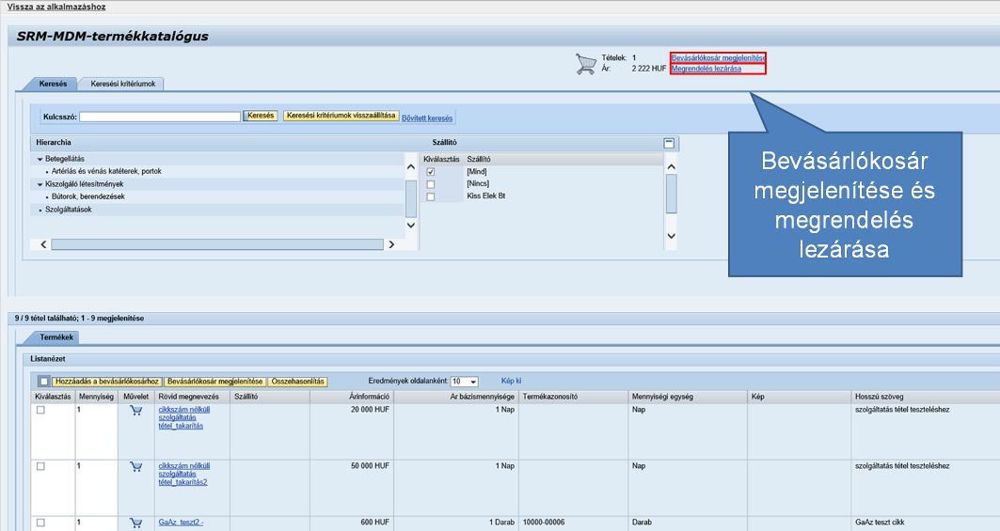 Vissza az alkalmazáshoz
SRM-MDM-termékkatalógus
Tételek: 1 Bevásárlókosár megjelenítése
Ár: 2 222 HUF Megrendelés lezárása
Keresés Keresési kritériumok
Kulcsszó: Keresés Keresési kritériumok visszaállítása Bővített keresés
Hierarchia Szállító
Betegellátás
Artériás és vénás katéterek, portok
Kiszolgáló létesítmények
Bútorok, berendezések
Szolgáltatások
Kiválasztás Szállító
[Mind]
[Nincs]
Kiss Elek Bt
Bevásárlókosár
megjelenítése és
megrendelés
lezárása
9 / 9 tétel található; 1 - 9 megjelenítése
Termékek
Listanézet
Hozzáadás a bevásárlókosárhoz Bevásárlókosár megjelenítése Összehasonlítás Eredmények oldalanként: 10 Kép ki
Kiválasztás Mennyiség Művelet Rövid megnevezés Szállító Árinformáció Ár bázismennyisége Termékazonosító Mennyiségi egység Kép Hosszú szöveg
1 cikkszám nélküli 20 000 HUF 1 Nap Nap szolgáltatás tétel teszteléshez
szolgáltatás
tétel_takarítás
1 cikkszám nélküli 50 000 HUF 1 Nap Nap szolgáltatás tétel teszteléshez
szolgáltatás
tétel_takarítás2
1 GaAz_teszt2 - 600 HUF 1 Darab 10000-00006 Darab GaAz teszt cikk